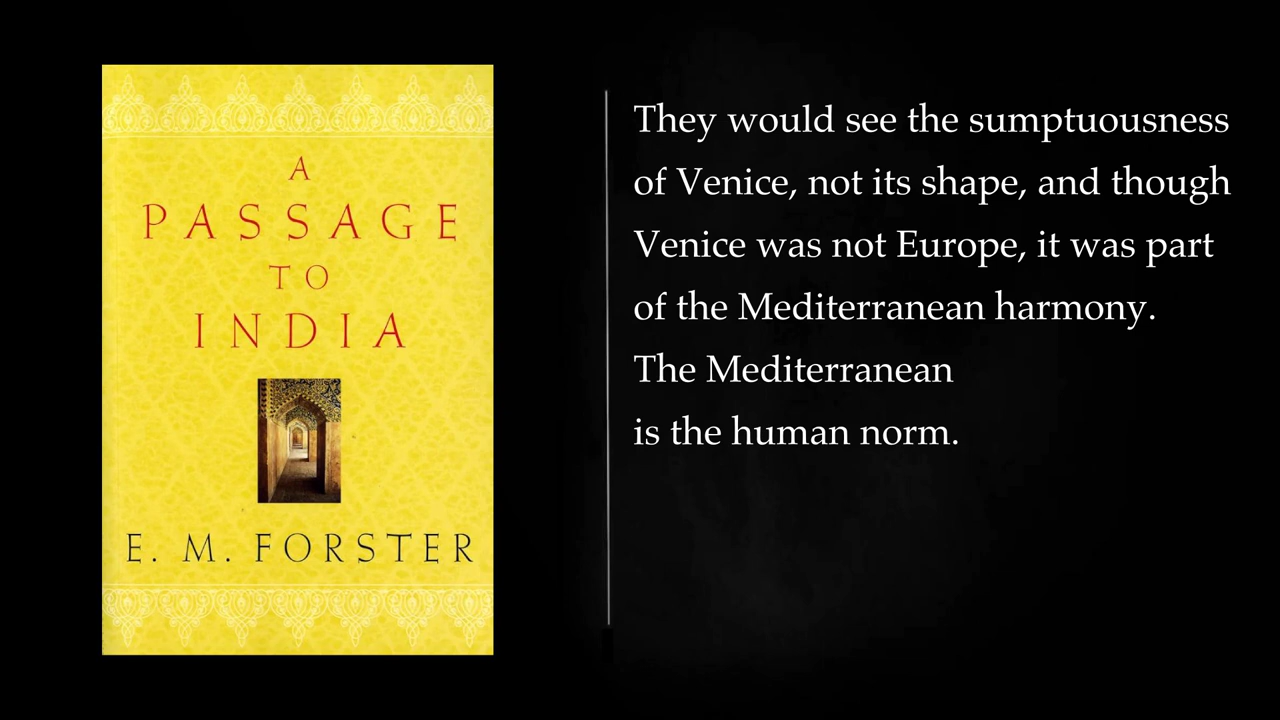 A
PASSAGE
TO
INDIA
E. M. FORSTER
They would see the sumptuousness
of Venice, not its shape, and though
Venice was not Europe, it was part
of the Mediterranean harmony.
The Mediterranean
is the human norm.